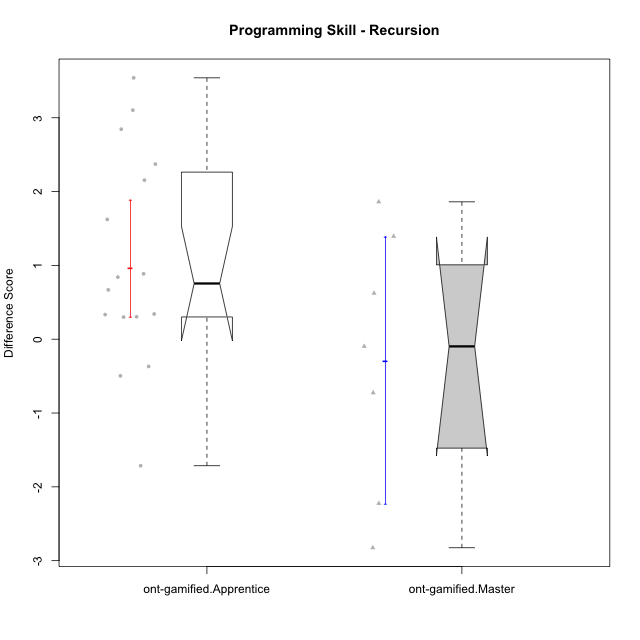 Programming Skill - Recursion
Difference Score
3
2
1
0
-1
-2
-3
ont-gamified.Apprentice
ont-gamified.Master